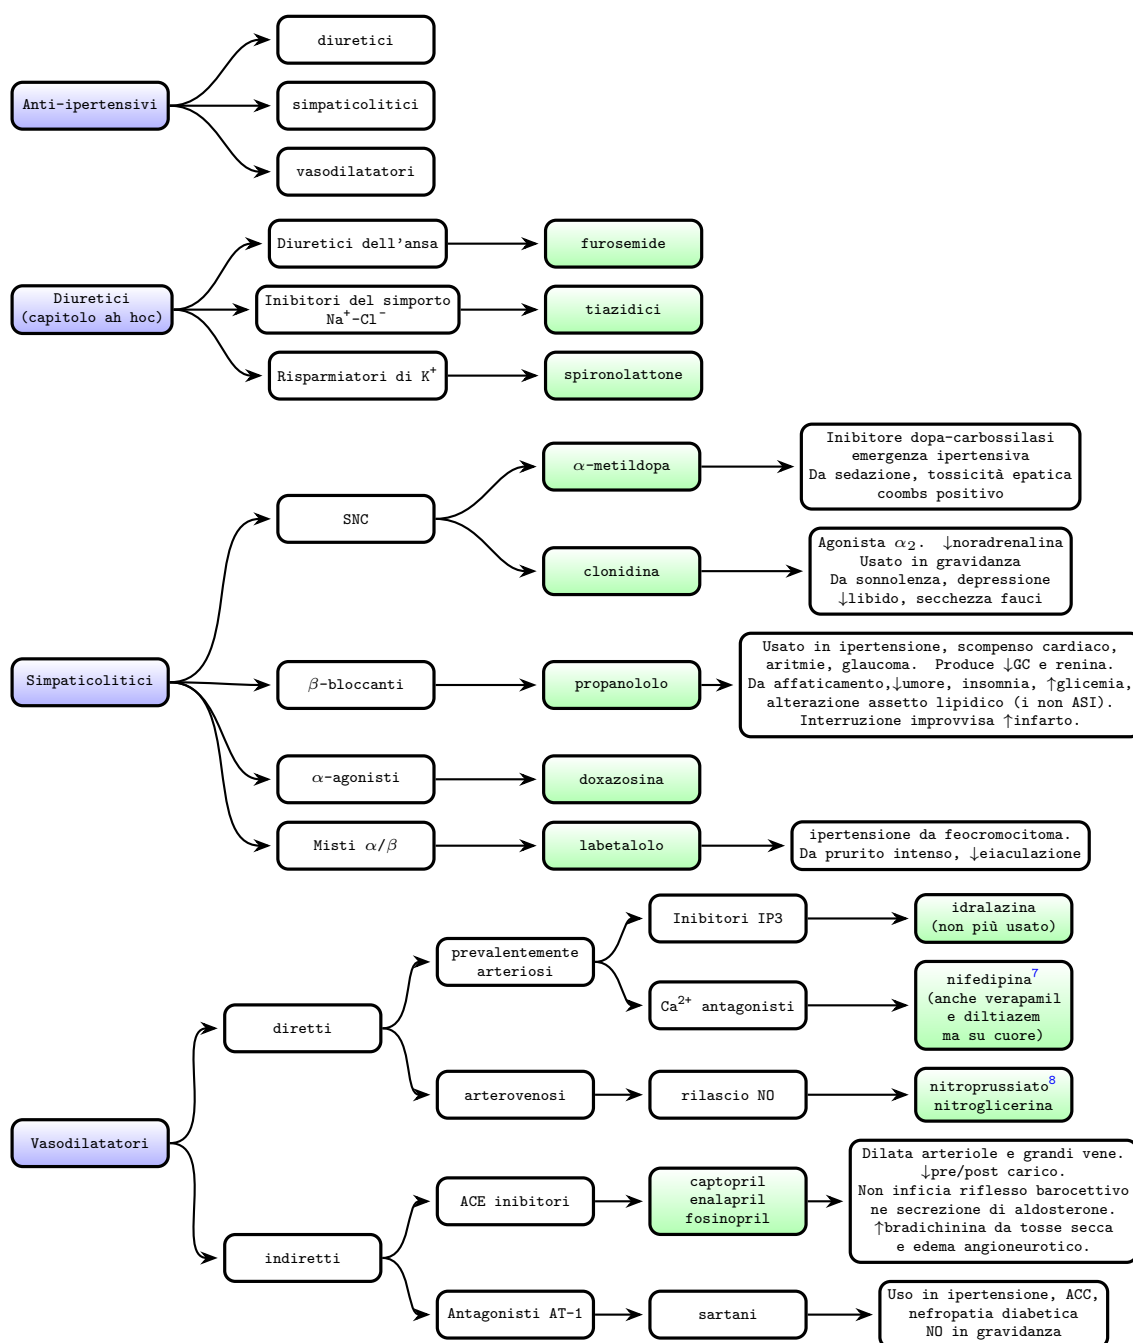 Anti-ipertensivi
diuretici
simpaticolitici
vasodilatatori
Diuretici
(capitolo ah hoc)
Diuretici dell'ansa
furosemide
Inibitori del simporto
Na⁺-Cl⁻
tiazidici
Risparmiatori di K⁺
spironolattone
Simpaticolitici
SNC
α-metildopa
Inibitore dopa-carbossilasi
emergenza ipertensiva
Da sedazione, tossicità epatica
coombs positivo
clonidina
Agonista α₂. ↓noradrenalina
Usato in gravidanza
Da sonnolenza, depressione
↓libido, secchezza fauci
β-bloccanti
propanololo
Usato in ipertensione, scompenso cardiaco,
aritmie, glaucoma. Produce ↓GC e renina.
Da affaticamento,↓umore, insomnia, ↑glicemia,
alterazione assetto lipidico (i non ASI).
Interruzione improvvisa ↑infarto.
α-agonisti
doxazosina
Misti α/β
labetalolo
ipertensione da feocromocitoma.
Da prurito intenso, ↓eiaculazione
Vasodilatatori
diretti
prevalentemente
arteriosi
Inibitori IP3
idralazina
(non più usato)
Ca²⁺ antagonisti
nifedipina⁷
(anche verapamil
e diltiazem
ma su cuore)
arterovenosi
rilascio NO
nitroprussiato⁸
nitroglicerina
indiretti
ACE inibitori
captopril
enalapril
fosinopril
Dilata arteriole e grandi vene.
↓pre/post carico.
Non inficia riflesso barocettivo
ne secrezione di aldosterone.
↑bradichinina da tosse secca
e edema angioneurotico.
Antagonisti AT-1
sartani
Uso in ipertensione, ACC,
nefropatia diabetica
NO in gravidanza